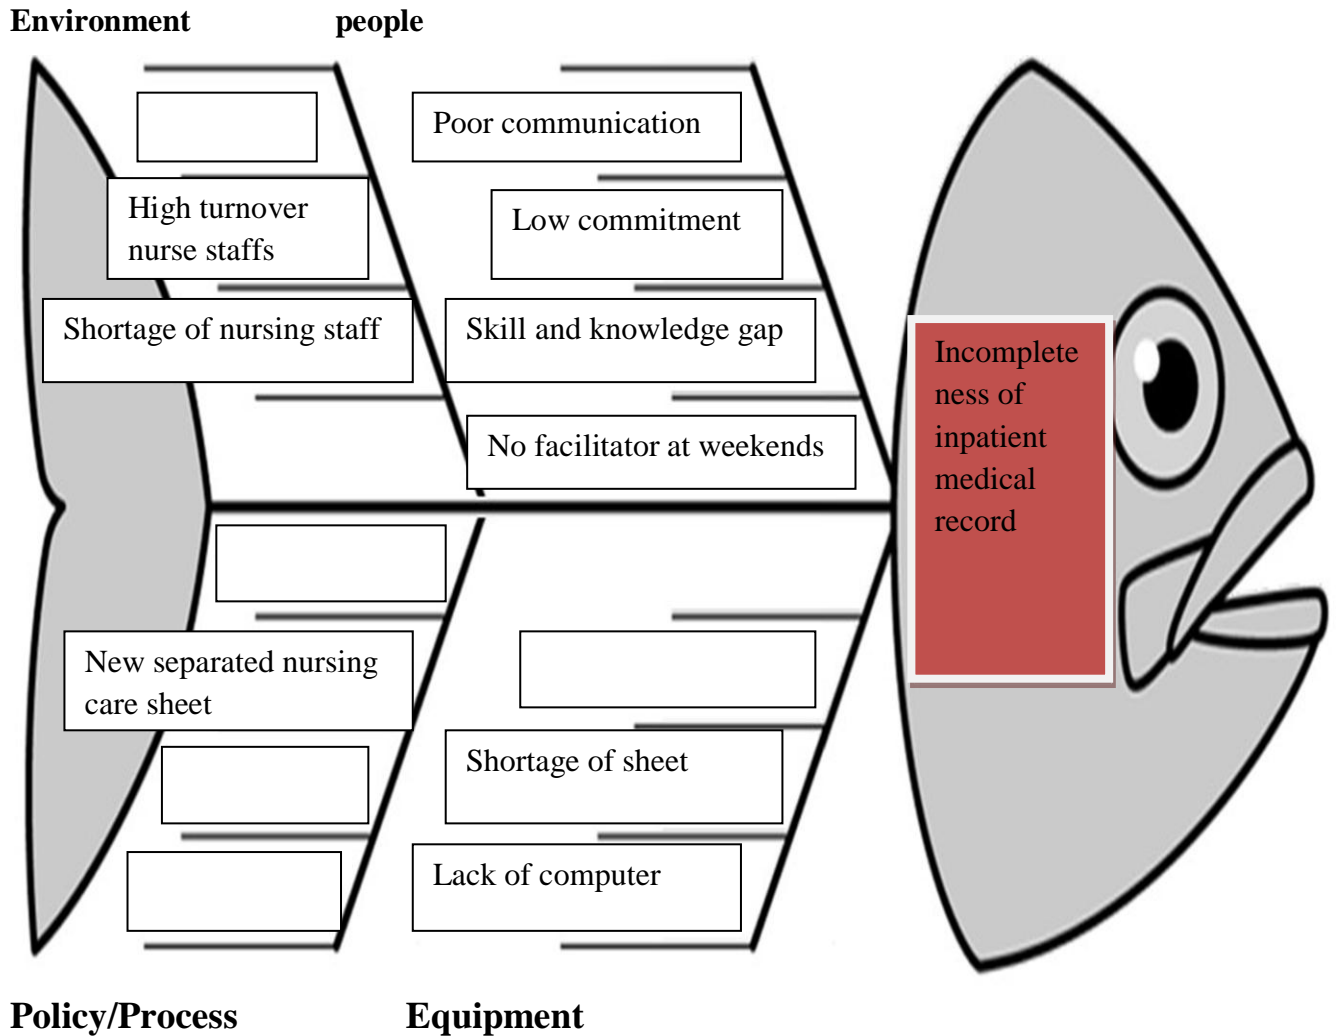 Environment people
Poor communication
High turnover
nurse staffs
Low commitment
Shortage of nursing staff
Skill and knowledge gap
No facilitator at weekends
Incomplete
ness of
inpatient
medical
record
New separated nursing
care sheet
Shortage of sheet
Lack of computer
Policy/Process Equipment